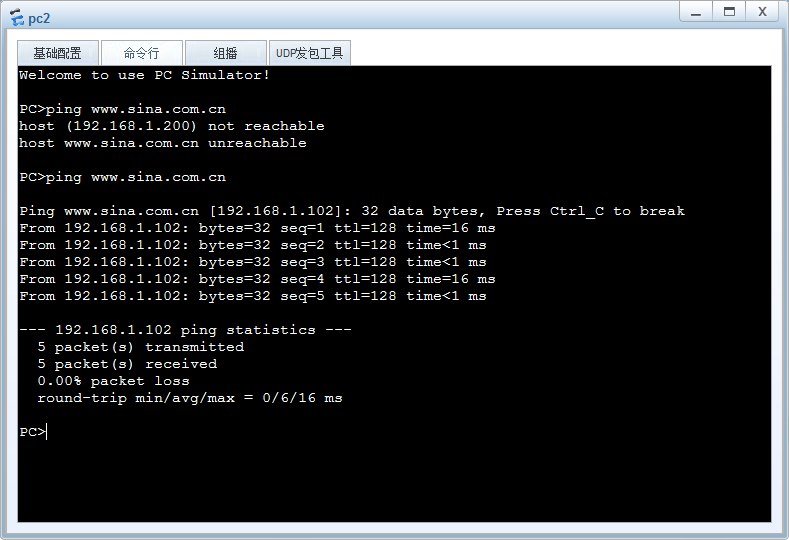 pc2
基础配置 命令行 组播 UDP发包工具
Welcome to use PC Simulator!
PC>ping www.sina.com.cn
host (192.168.1.200) not reachable
host www.sina.com.cn unreachable
PC>ping www.sina.com.cn
Ping www.sina.com.cn [192.168.1.102]: 32 data bytes, Press Ctrl_C to break
From 192.168.1.102: bytes=32 seq=1 ttl=128 time=16 ms
From 192.168.1.102: bytes=32 seq=2 ttl=128 time<1 ms
From 192.168.1.102: bytes=32 seq=3 ttl=128 time<1 ms
From 192.168.1.102: bytes=32 seq=4 ttl=128 time=16 ms
From 192.168.1.102: bytes=32 seq=5 ttl=128 time<1 ms
--- 192.168.1.102 ping statistics ---
5 packet(s) transmitted
5 packet(s) received
0.00% packet loss
round-trip min/avg/max = 0/6/16 ms
PC>